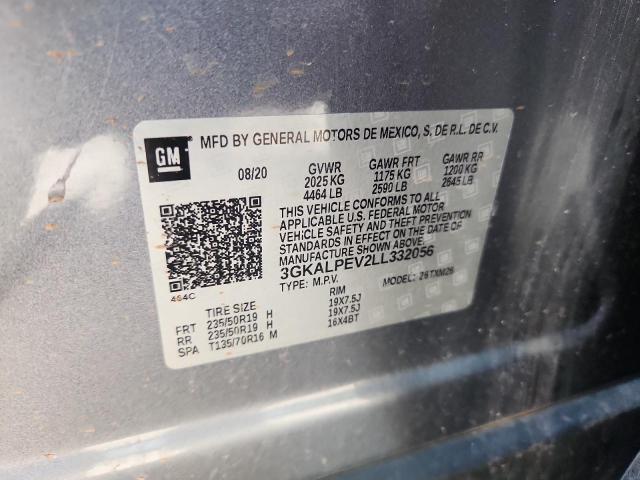 GM
MFD BY GENERAL MOTORS DE MEXICO, S. DE R.L. DE C.V.
08/20 GVWR GAWR FRT GAWR RR
2025 KG 1175 KG 1200 KG
4464 LB 2590 LB 2645 LB
THIS VEHICLE CONFORMS TO ALL
APPLICABLE U.S. FEDERAL MOTOR
VEHICLE SAFETY AND THEFT PREVENTION
STANDARDS IN EFFECT ON THE DATE OF
MANUFACTURE SHOWN ABOVE.
3GKALPEV2LL332056
TYPE: M.P.V. MODEL: 26TXM26
464C
TIRE SIZE RIM
FRT 235/50R19 H 19X7.5J
RR 235/50R19 H 19X7.5J
SPA T135/70R16 M 16X4BT